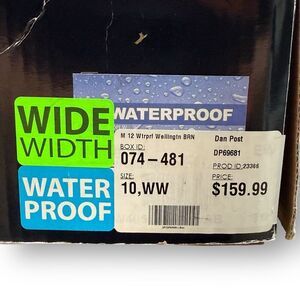 WATERPROOF
WIDE
WIDTH
WATER
PROOF
M 12 Wtrprf Wellingtn BRN
Dan Post
BOX ID:
074-481
DP69681
PROD ID:23366
SIZE:
10,WW
PRICE:
$159.99